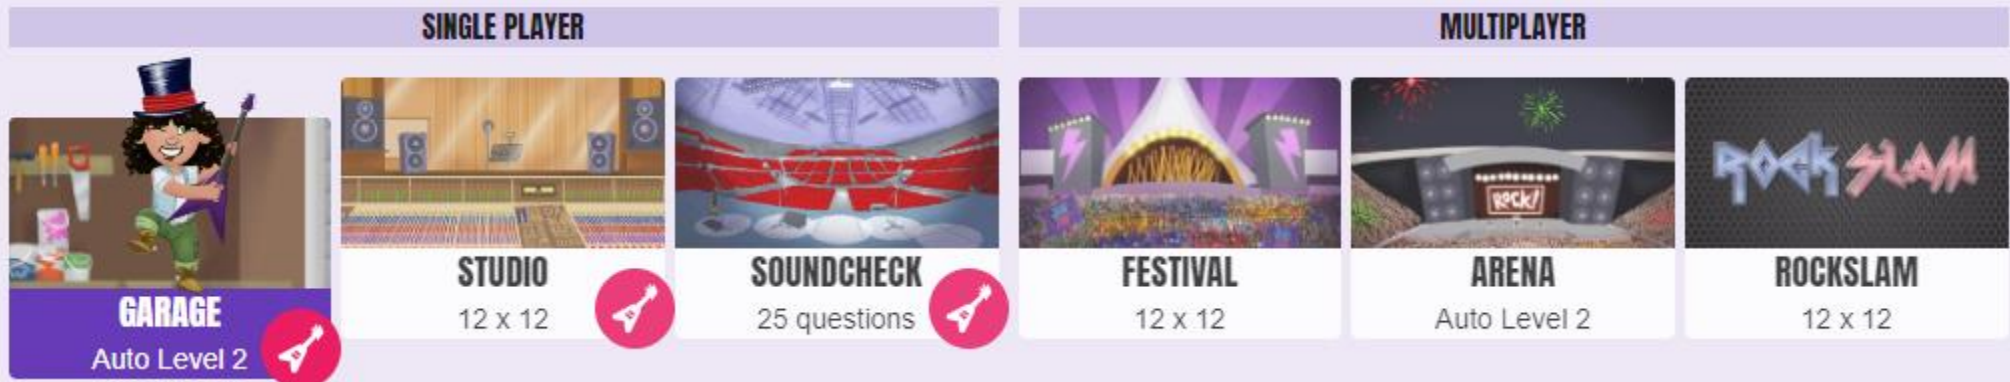 SINGLE PLAYER
MULTIPLAYER
GARAGE
Auto Level 2
STUDIO
12 x 12
SOUNDCHECK
25 questions
FESTIVAL
12 x 12
ROCK!
ARENA
Auto Level 2
ROCK SLAM
ROCKSLAM
12 x 12